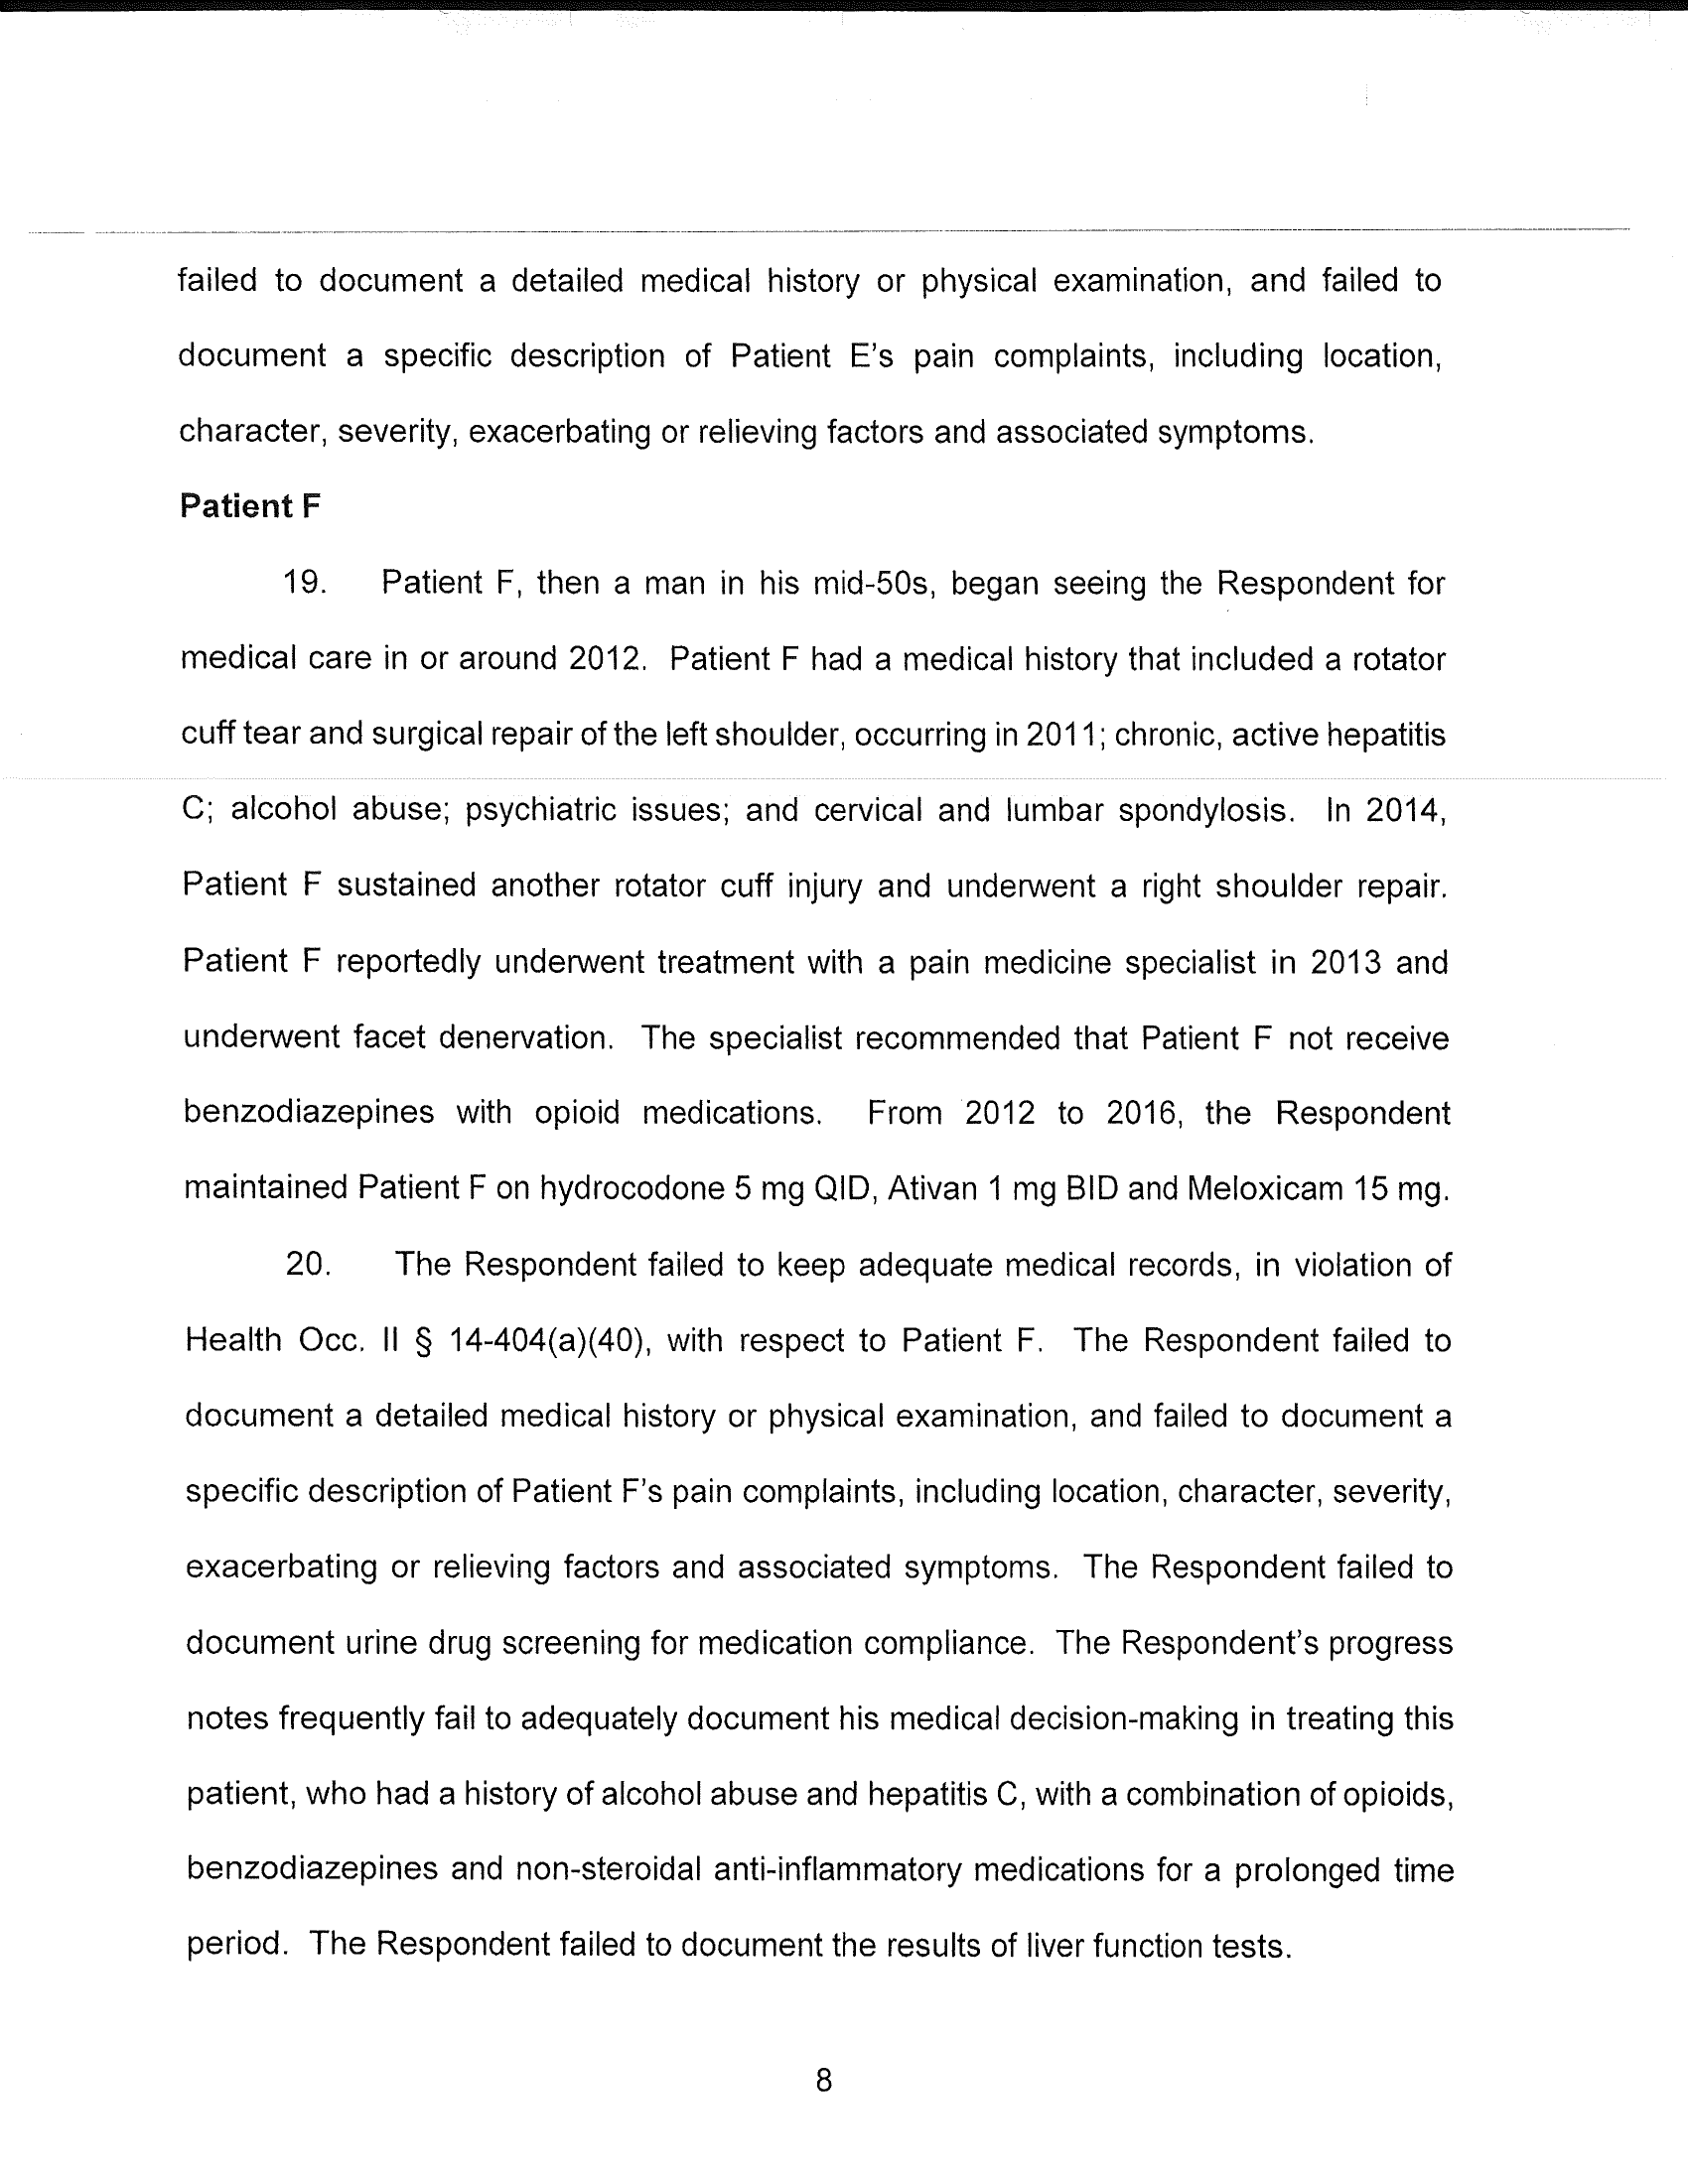 failed to document a detailed medical history or physical examination, and failed to
document a specific description of Patient E's pain complaints, including location,
character, severity, exacerbating or relieving factors and associated symptoms.
Patient F
19. Patient F, then a man in his mid-50s, began seeing the Respondent for
medical care in or around 2012. Patient F had a medical history that included a rotator
cuff tear and surgical repair of the left shoulder, occurring in 2011; chronic, active hepatitis
C; alcohol abuse; psychiatric issues; and cervical and lumbar spondylosis. In 2014,
Patient F sustained another rotator cuff injury and underwent a right shoulder repair.
Patient F reportedly underwent treatment with a pain medicine specialist in 2013 and
underwent facet denervation. The specialist recommended that Patient F not receive
benzodiazepines with opioid medications. From 2012 to 2016, the Respondent
maintained Patient F on hydrocodone 5 mg QID, Ativan 1 mg BID and Meloxicam 15 mg.
20. The Respondent failed to keep adequate medical records, in violation of
Health Occ. II § 14-404(a)(40), with respect to Patient F. The Respondent failed to
document a detailed medical history or physical examination, and failed to document a
specific description of Patient F's pain complaints, including location, character, severity,
exacerbating or relieving factors and associated symptoms. The Respondent failed to
document urine drug screening for medication compliance. The Respondent's progress
notes frequently fail to adequately document his medical decision-making in treating this
patient, who had a history of alcohol abuse and hepatitis C, with a combination of opioids,
benzodiazepines and non-steroidal anti-inflammatory medications for a prolonged time
period. The Respondent failed to document the results of liver function tests.
8